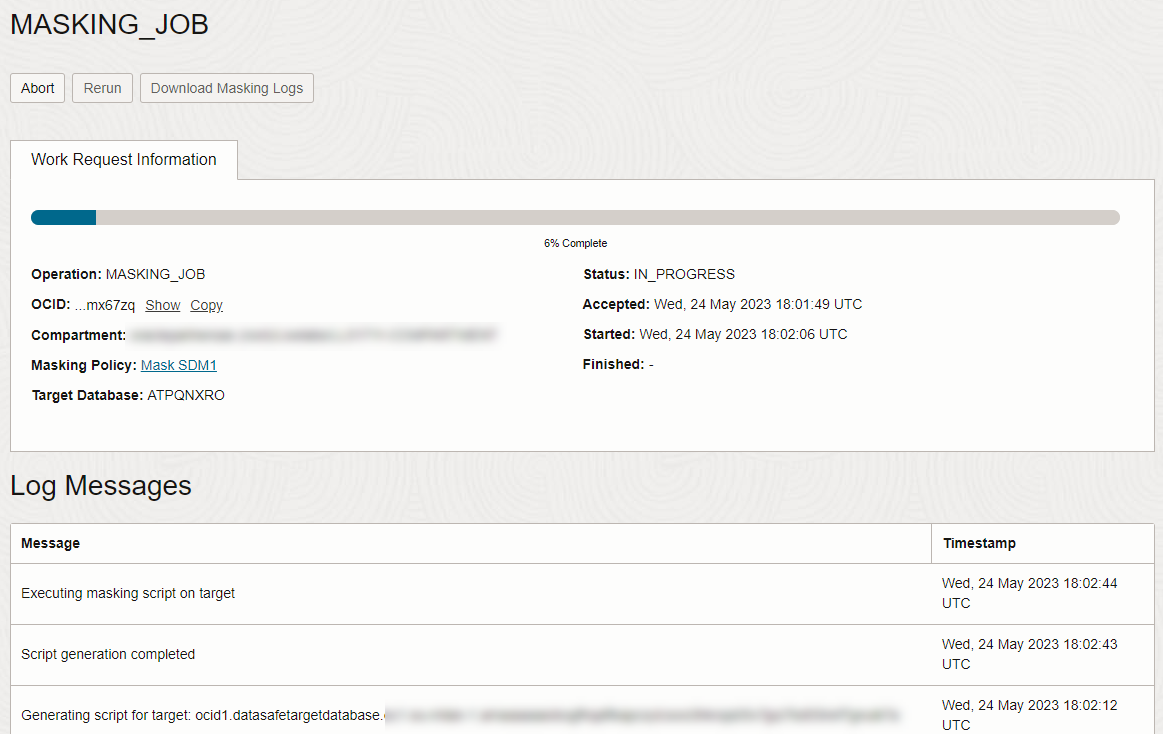 MASKING_JOB
Abort Rerun Download Masking Logs
Work Request Information
6% Complete
Operation: MASKING_JOB
OCID: ...mx67zq Show Copy
Compartment:
Masking Policy: Mask SDM1
Target Database: ATPQNXRO
Status: IN_PROGRESS
Accepted: Wed, 24 May 2023 18:01:49 UTC
Started: Wed, 24 May 2023 18:02:06 UTC
Finished: -
Log Messages
Message Timestamp
Executing masking script on target
Wed, 24 May 2023 18:02:44
UTC
Script generation completed
Wed, 24 May 2023 18:02:43
UTC
Generating script for target: ocid1.datasafetargetdatabase.
Wed, 24 May 2023 18:02:12
UTC